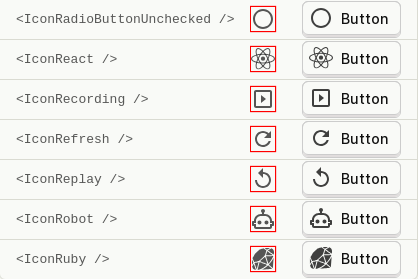 <IconRadioButtonUnchecked /> Button
<IconReact /> Button
<IconRecording /> Button
<IconRefresh /> Button
<IconReplay /> Button
<IconRobot /> Button
<IconRuby /> Button